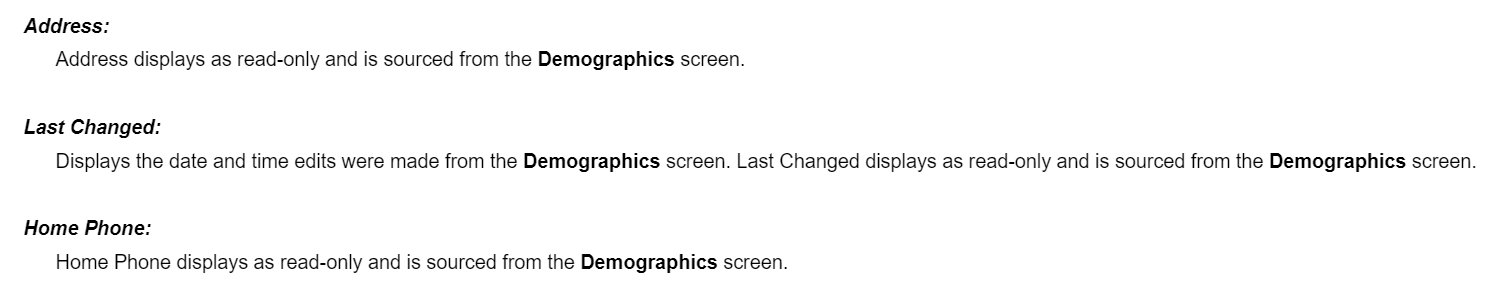 Address:
Address displays as read-only and is sourced from the Demographics screen.
Last Changed:
Displays the date and time edits were made from the Demographics screen. Last Changed displays as read-only and is sourced from the Demographics screen.
Home Phone:
Home Phone displays as read-only and is sourced from the Demographics screen.